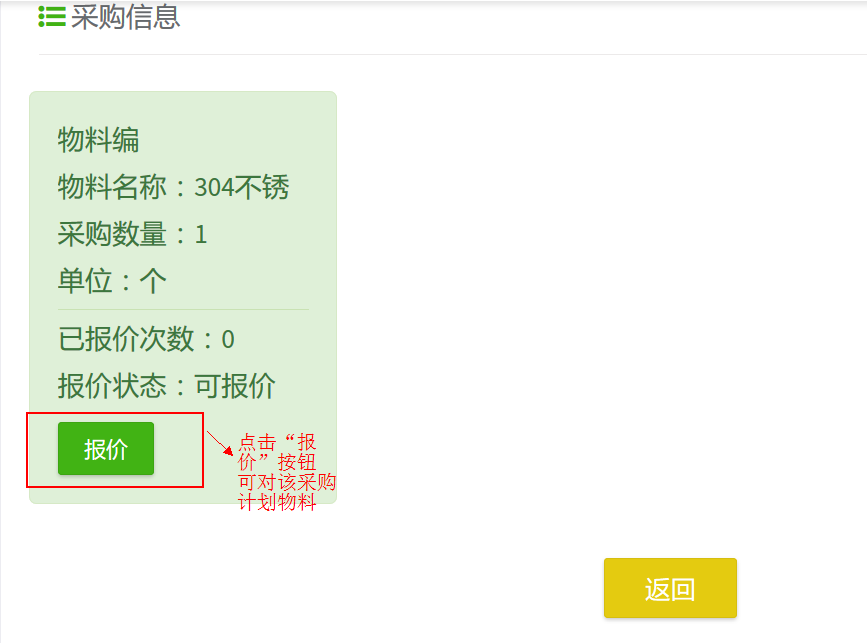 采购信息
物料编
物料名称：304不锈
采购数量：1
单位：个
已报价次数：0
报价状态：可报价
报价
点击“报
价”按钮
可对该采购
计划物料
返回